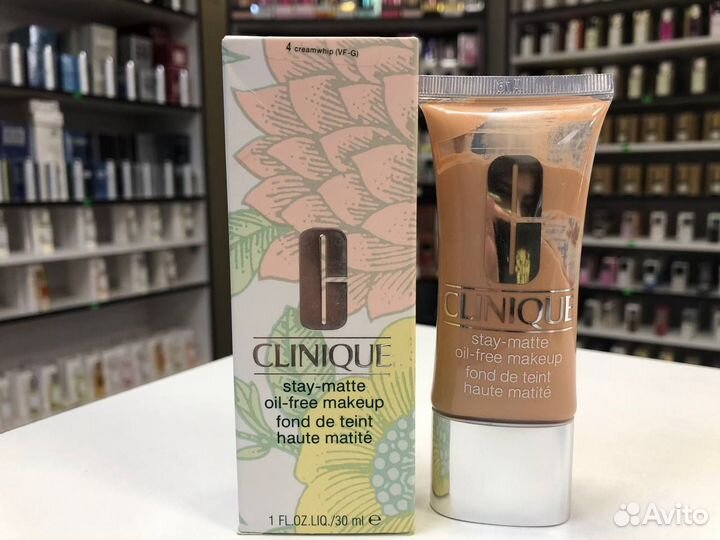 4 creamwhip (VF-G)
CLINIQUE
stay-matte
oil-free makeup
fond de teint
haute matité
1 FL.OZ.LIQ./30 ml e
CLINIQUE
stay-matte
oil-free makeup
fond de teint
haute matité
Avito